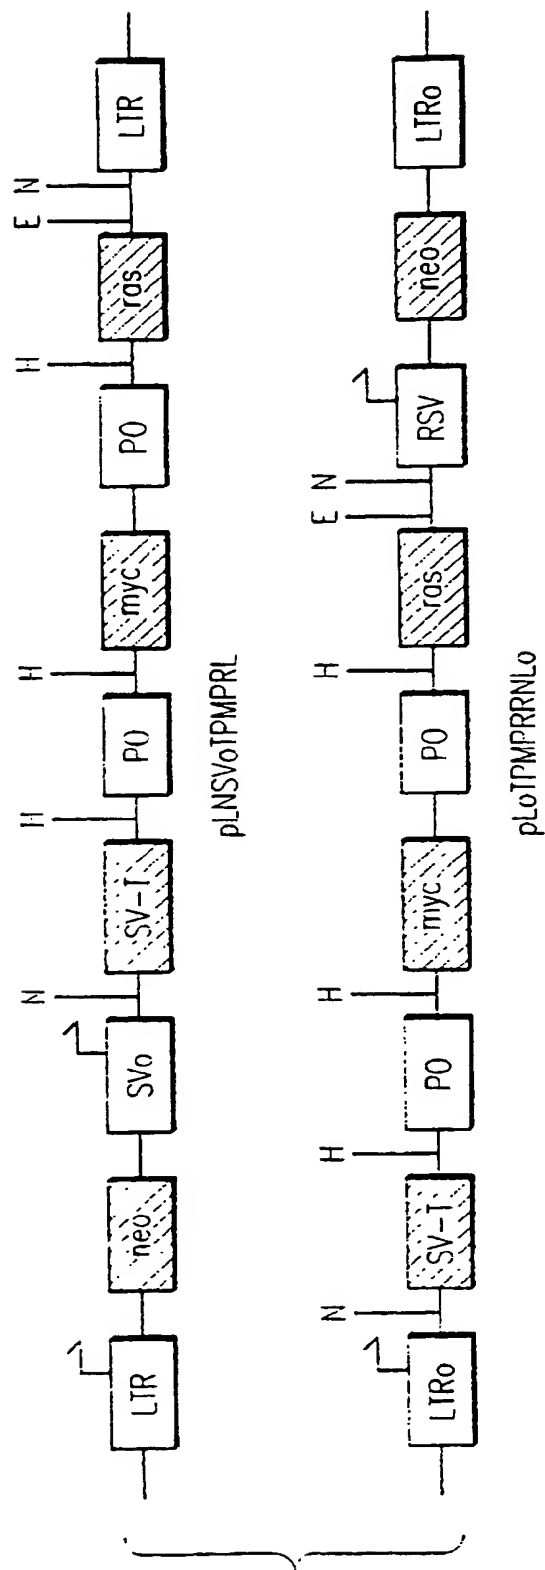 N H H H E N
LTR neo SVo SV-T PO myc PO ras LTR
pLNSVoTPMPRL
N H H H E N
LTRo SV-T PO myc PO ras RSV neo LTRo
pLoTPMPRRNLo